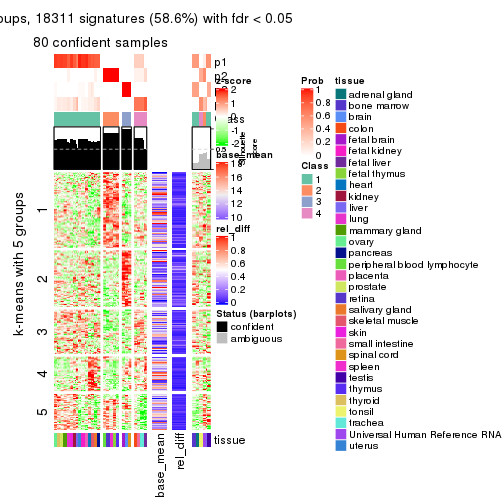 oups, 18311 signatures (58.6%) with fdr < 0.05
80 confident samples
p1
p2
z-score
2
1
0
-1
-2
Class
0.5
base_mean
18
16
14
12
10
rel_diff
1
0.8
0.6
0.4
0.2
0
Status (barplots)
confident
ambiguous
Prob
1
0.8
0.6
0.4
0.2
0
Class
1
2
3
4
tissue
adrenal gland
bone marrow
brain
colon
fetal brain
fetal kidney
fetal liver
fetal thymus
heart
kidney
liver
lung
mammary gland
ovary
pancreas
peripheral blood lymphocyte
placenta
prostate
retina
salivary gland
skeletal muscle
skin
small intestine
spinal cord
spleen
testis
thymus
thyroid
tonsil
trachea
Universal Human Reference RNA
uterus
k-means with 5 groups
1
2
3
4
5
tissue
base_mean
rel_diff